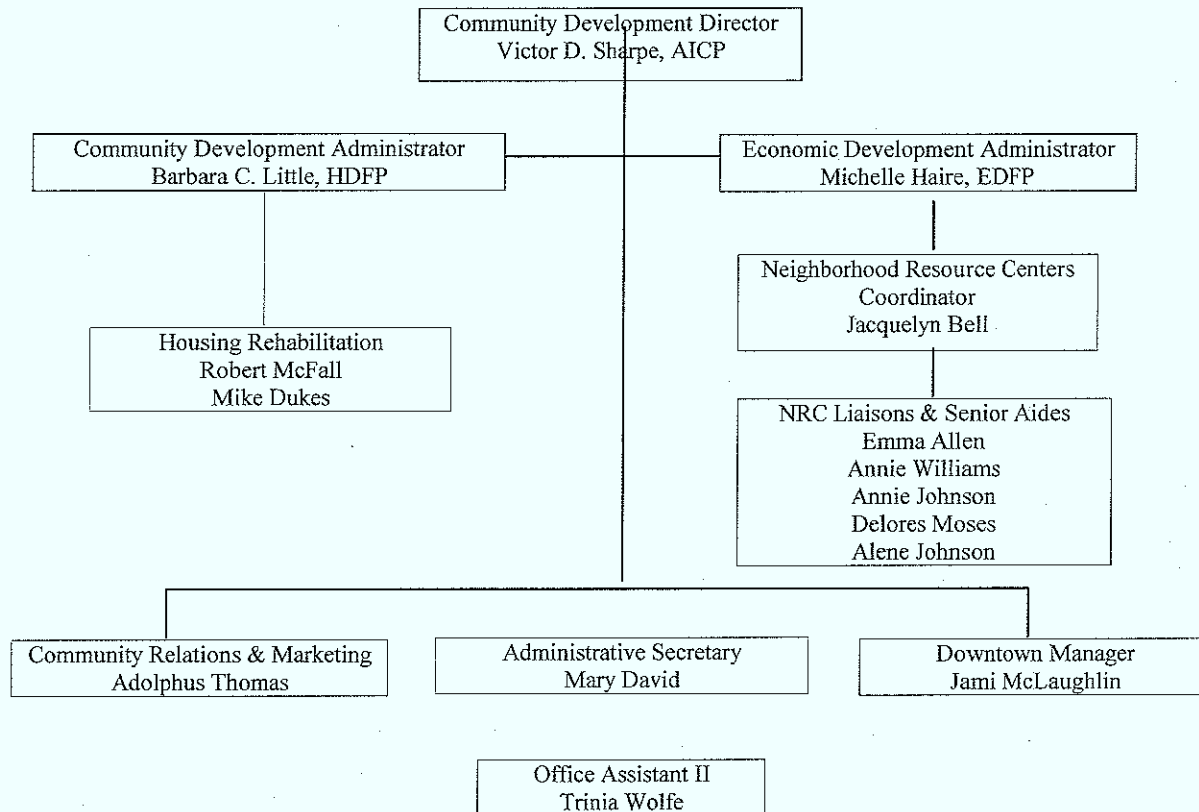 Community Development Director
Victor D. Sharpe, AICP
Community Development Administrator
Barbara C. Little, HDFP
Economic Development Administrator
Michelle Haire, EDFP
Neighborhood Resource Centers
Coordinator
Jacquelyn Bell
Housing Rehabilitation
Robert McFall
Mike Dukes
NRC Liaisons & Senior Aides
Emma Allen
Annie Williams
Annie Johnson
Delores Moses
Alene Johnson
Community Relations & Marketing
Adolphus Thomas
Administrative Secretary
Mary David
Downtown Manager
Jami McLaughlin
Office Assistant II
Trinia Wolfe